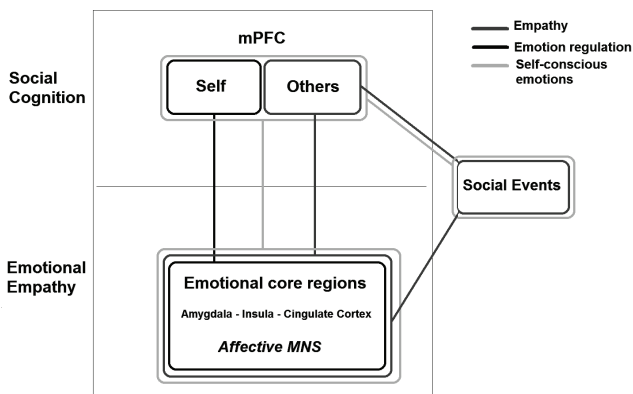 mPFC
Empathy
Emotion regulation
Self-conscious
emotions
Social
Cognition
Self
Others
Social Events
Emotional
Empathy
Emotional core regions
Amygdala - Insula - Cingulate Cortex
Affective MNS